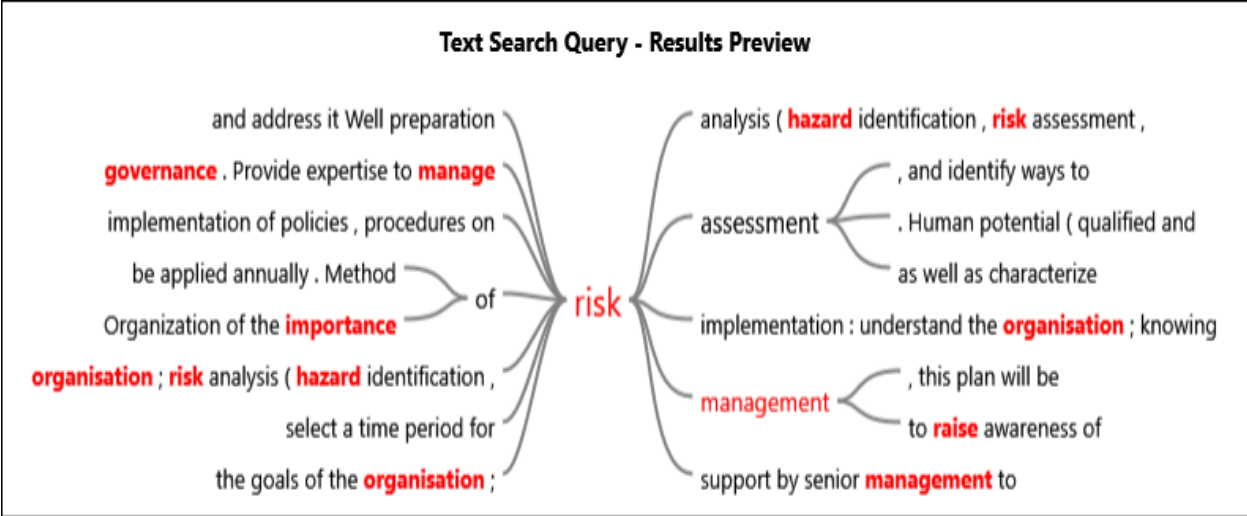 Text Search Query - Results Preview
and address it Well preparation
governance . Provide expertise to manage
implementation of policies , procedures on
be applied annually . Method
of
Organization of the importance
organisation ; risk analysis ( hazard identification ,
select a time period for
the goals of the organisation ;
risk
analysis ( hazard identification , risk assessment ,
assessment
, and identify ways to
. Human potential ( qualified and
as well as characterize
implementation : understand the organisation ; knowing
management
, this plan will be
to raise awareness of
support by senior management to